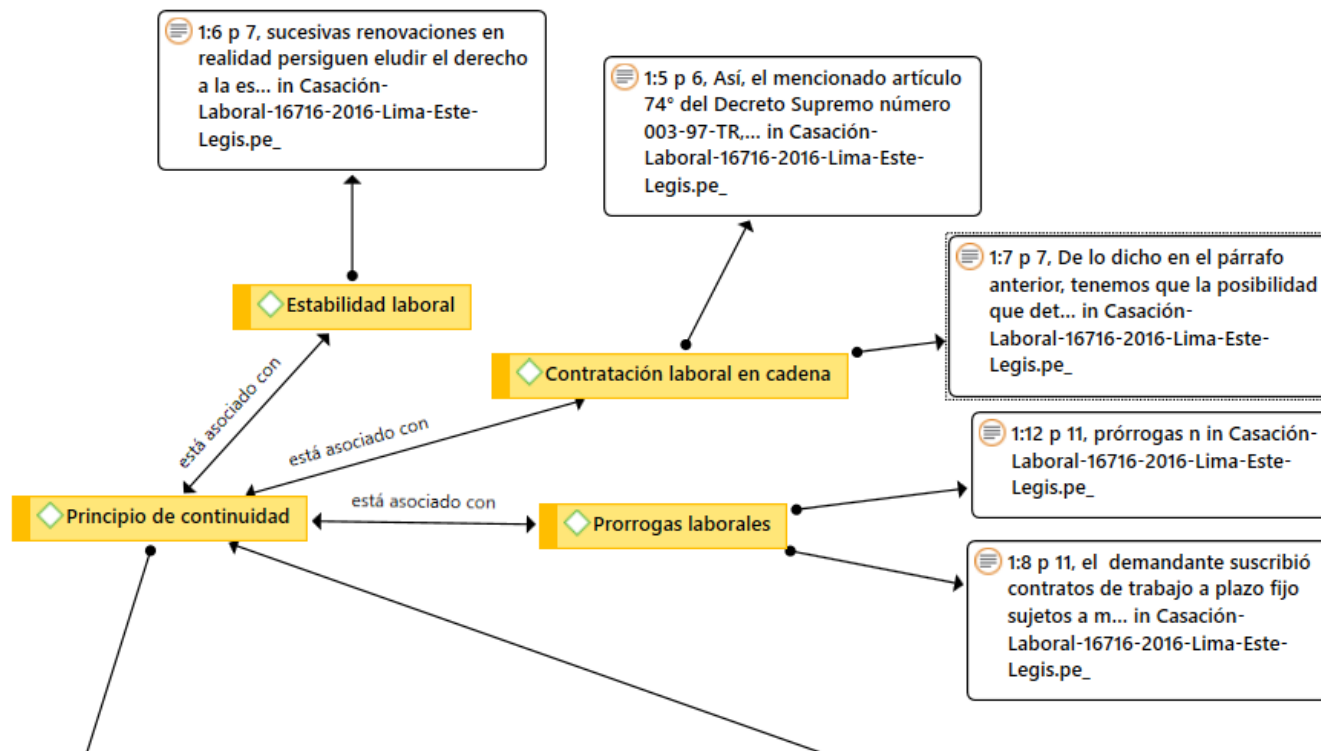 1:6 p 7, sucesivas renovaciones en
realidad persiguen eludir el derecho
a la es... in Casación-
Laboral-16716-2016-Lima-Este-
Legis.pe_
1:5 p 6, Así, el mencionado artículo
74° del Decreto Supremo número
003-97-TR,... in Casación-
Laboral-16716-2016-Lima-Este-
Legis.pe_
1:7 p 7, De lo dicho en el párrafo
anterior, tenemos que la posibilidad
que det... in Casación-
Laboral-16716-2016-Lima-Este-
Legis.pe_
Estabilidad laboral
Contratación laboral en cadena
está asociado con
está asociado con
1:12 p 11, prórrogas n in Casación-
Laboral-16716-2016-Lima-Este-
Legis.pe_
Principio de continuidad
está asociado con
Prorrogas laborales
1:8 p 11, el  demandante suscribió
contratos de trabajo a plazo fijo
sujetos a m... in Casación-
Laboral-16716-2016-Lima-Este-
Legis.pe_